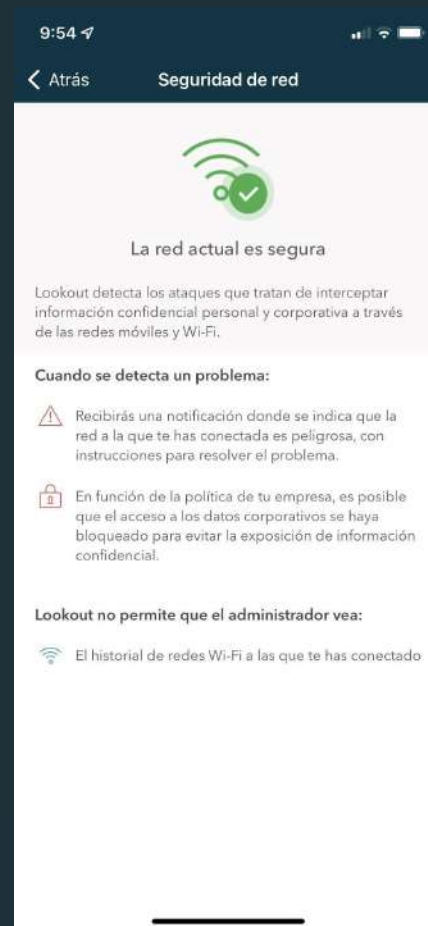 9:54
Atrás
Seguridad de red
La red actual es segura
Lookout detecta los ataques que tratan de interceptar
información confidencial personal y corporativa a través
de las redes móviles y Wi-Fi.
Cuando se detecta un problema:
Recibirás una notificación donde se indica que la
red a la que te has conectada es peligrosa, con
instrucciones para resolver el problema.
En función de la política de tu empresa, es posible
que el acceso a los datos corporativos se haya
bloqueado para evitar la exposición de información
confidencial.
Lookout no permite que el administrador vea:
El historial de redes Wi-Fi a las que te has conectado